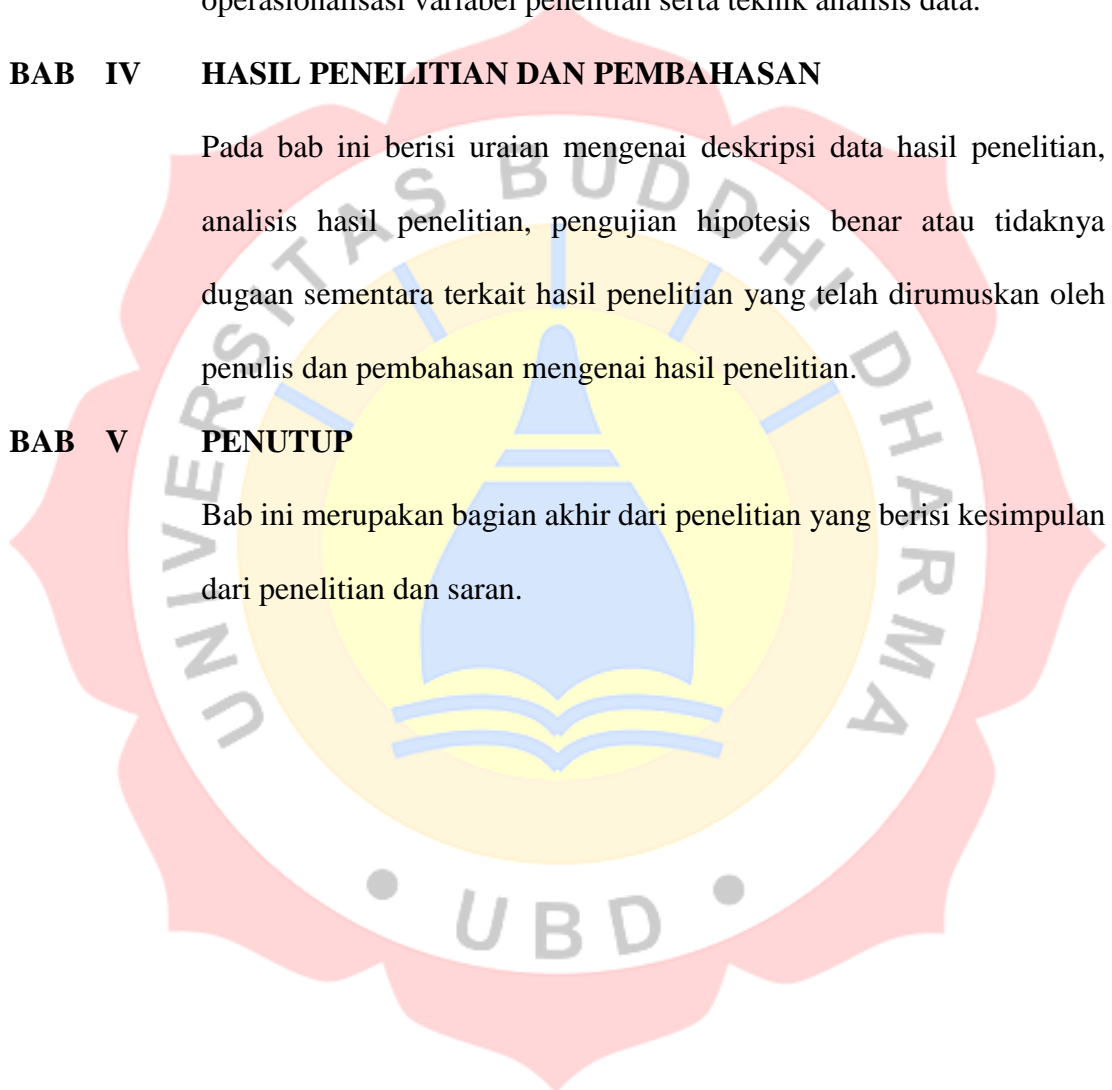 operasionalisasi variabel penelitian serta teknik analisis data.
BAB IV HASIL PENELITIAN DAN PEMBAHASAN
Pada bab ini berisi uraian mengenai deskripsi data hasil penelitian,
analisis hasil penelitian, pengujian hipotesis benar atau tidaknya
dugaan sementara terkait hasil penelitian yang telah dirumuskan oleh
penulis dan pembahasan mengenai hasil penelitian.
BAB V PENUTUP
Bab ini merupakan bagian akhir dari penelitian yang berisi kesimpulan
dari penelitian dan saran.
UNIVERSITAS BUDDHI DHARMA
• UBD •